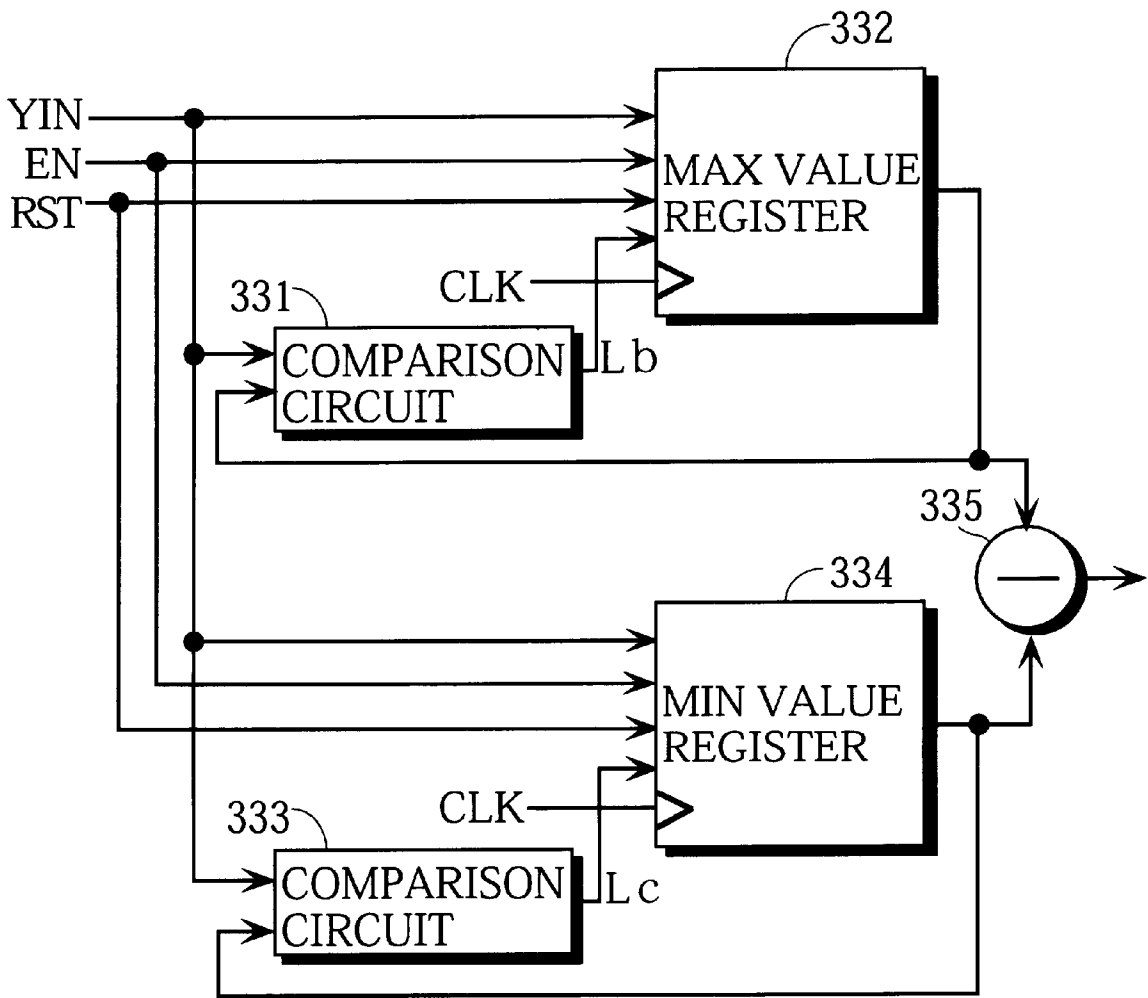 332
YIN
EN
RST
MAX VALUE
REGISTER
CLK
331
COMPARISON
CIRCUIT
Lb
335
334
MIN VALUE
REGISTER
CLK
333
COMPARISON
CIRCUIT
Lc